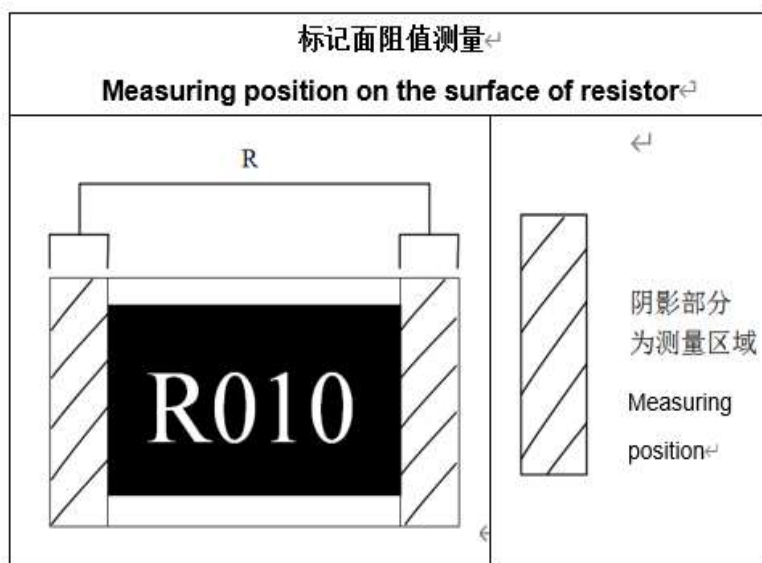 标记面阻值测量
Measuring position on the surface of resistor
R
R010
阴影部分
为测量区域
Measuring
position